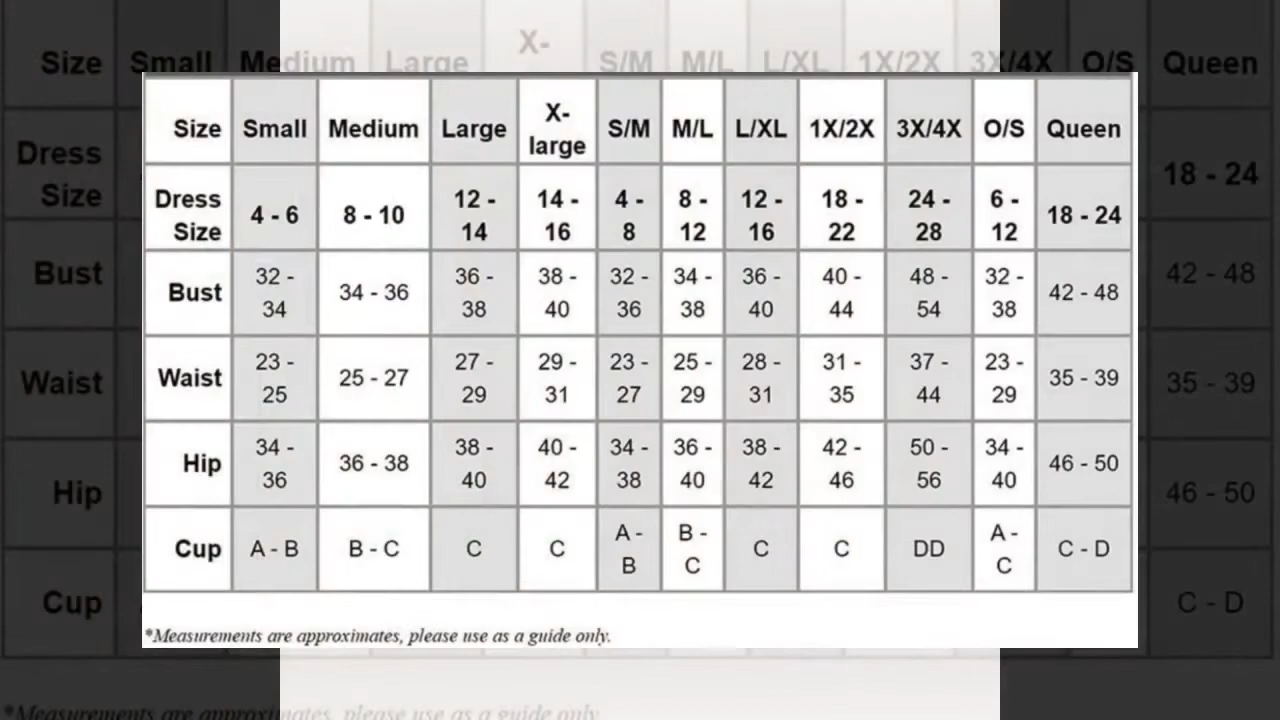 Size Small Medium Large X-large S/M M/L L/XL 1X/2X 3X/4X O/S Queen
Dress Size 4 - 6 8 - 10 12 - 14 14 - 16 4 - 8 8 - 12 12 - 16 18 - 22 24 - 28 6 - 12 18 - 24
Bust 32 - 34 34 - 36 36 - 38 38 - 40 32 - 36 34 - 38 36 - 40 40 - 44 48 - 54 32 - 38 42 - 48
Waist 23 - 25 25 - 27 27 - 29 29 - 31 23 - 27 25 - 29 28 - 31 31 - 35 37 - 44 23 - 29 35 - 39
Hip 34 - 36 36 - 38 38 - 40 40 - 42 34 - 38 36 - 40 38 - 42 42 - 46 50 - 56 34 - 40 46 - 50
Cup A - B B - C C C A - B B - C C C DD A - C C - D
*Measurements are approximates, please use as a guide only.